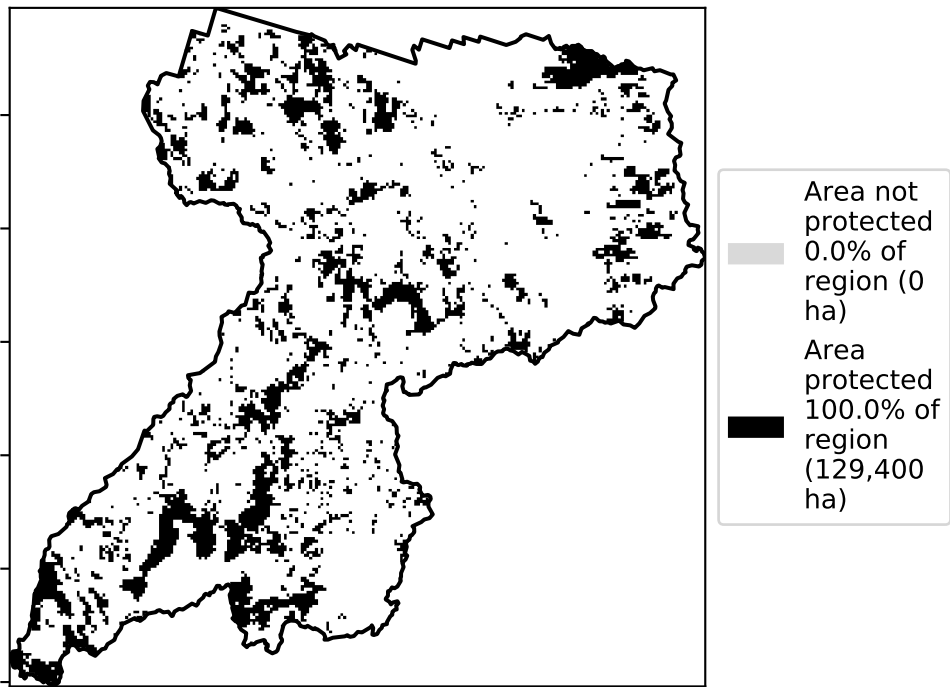 Area not
protected
0.0% of
region (0
ha)
Area
protected
100.0% of
region
(129,400
ha)